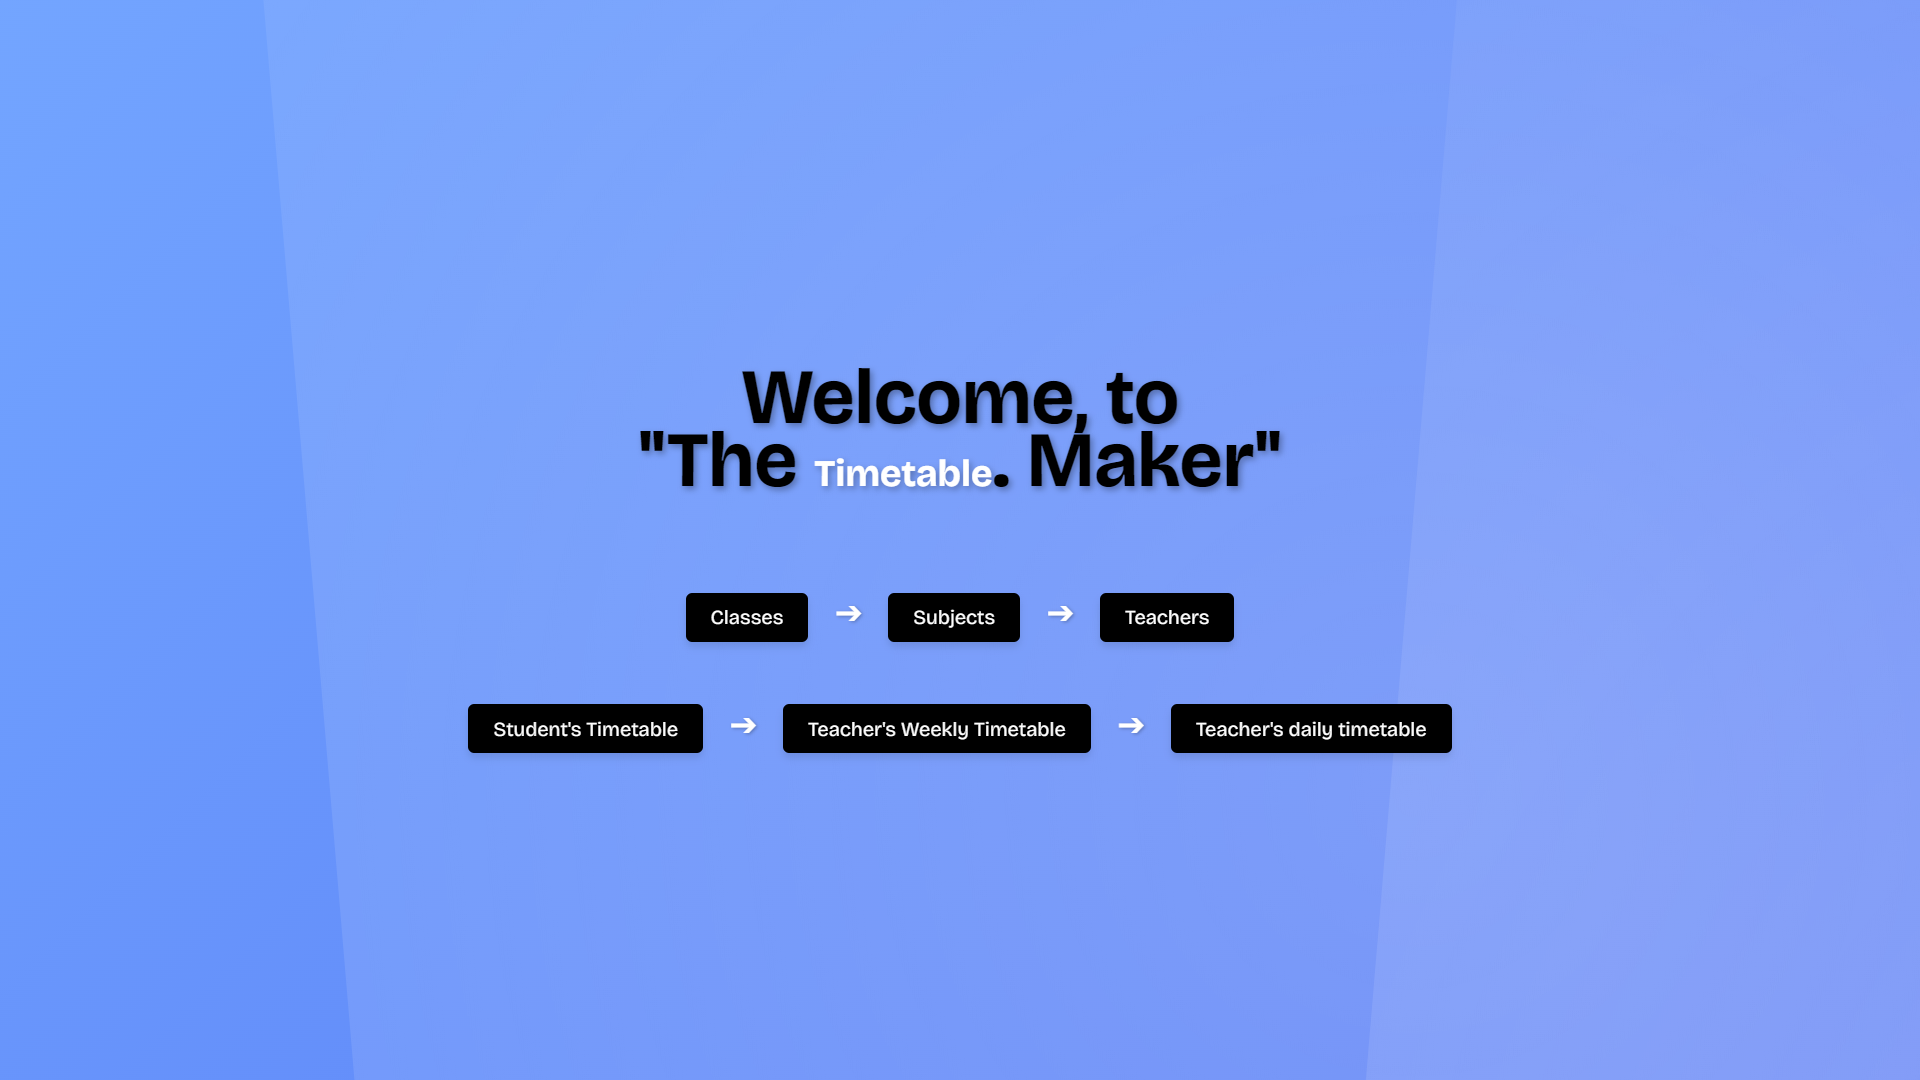 Welcome, to
"The Timetable. Maker"
Classes ➔ Subjects ➔ Teachers
Student's Timetable ➔ Teacher's Weekly Timetable ➔ Teacher's daily timetable